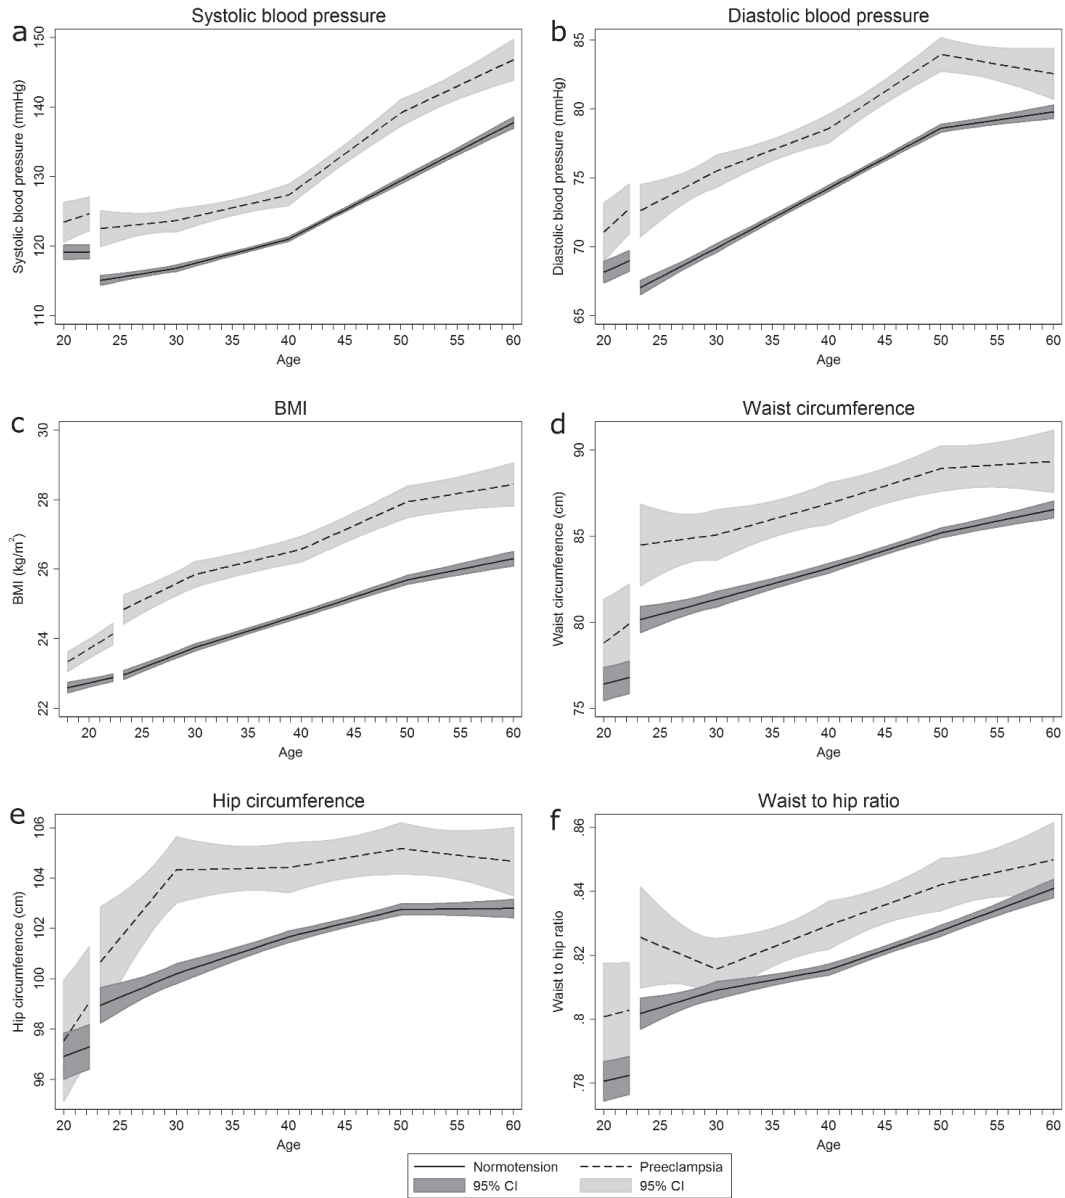 a
Systolic blood pressure
Systolic blood pressure (mmHg)
150
140
130
120
110
20 25 30 35 40 45 50 55 60
Age
b
Diastolic blood pressure
Diastolic blood pressure (mmHg)
85
80
75
70
65
20 25 30 35 40 45 50 55 60
Age
c
BMI
BMI (kg/m²)
30
28
26
24
22
20 25 30 35 40 45 50 55 60
Age
d
Waist circumference
Waist circumference (cm)
90
85
80
75
20 25 30 35 40 45 50 55 60
Age
e
Hip circumference
Hip circumference (cm)
106
104
102
100
98
96
20 25 30 35 40 45 50 55 60
Age
f
Waist to hip ratio
Waist to hip ratio
.86
.84
.82
.8
.78
20 25 30 35 40 45 50 55 60
Age
Normotension Preeclampsia
95% CI 95% CI